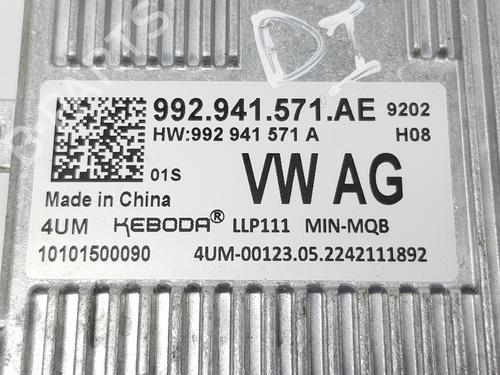 DI
992.941.571.AE 9202
HW:992 941 571 A H08
01S VW AG
Made in China
4UM KEBODA® LLP111 MIN-MQB
10101500090 4UM-00123.05.2242111892